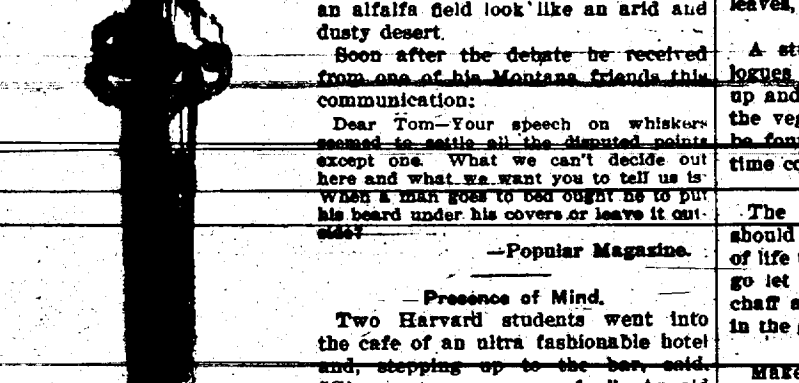 an alfalfa field look like an arid and
dusty desert.
Soon after the debate he received
from one of his Montana friends this
communication:
Dear Tom—Your speech on whiskers
seemed to settle all the disputed points
except one. What we can't decide out
here and what we want you to tell us is
When a man goes to bed ought he to put
his beard under his covers or leave it out-
side?
—Popular Magazine.
Presence of Mind.
Two Harvard students went into
the cafe of an ultra fashionable hotel
and, stepping up to the bar, said,
leaves,
A
logues
up and
the
be
time
The
should
of life
go let
chaff
in the
Make